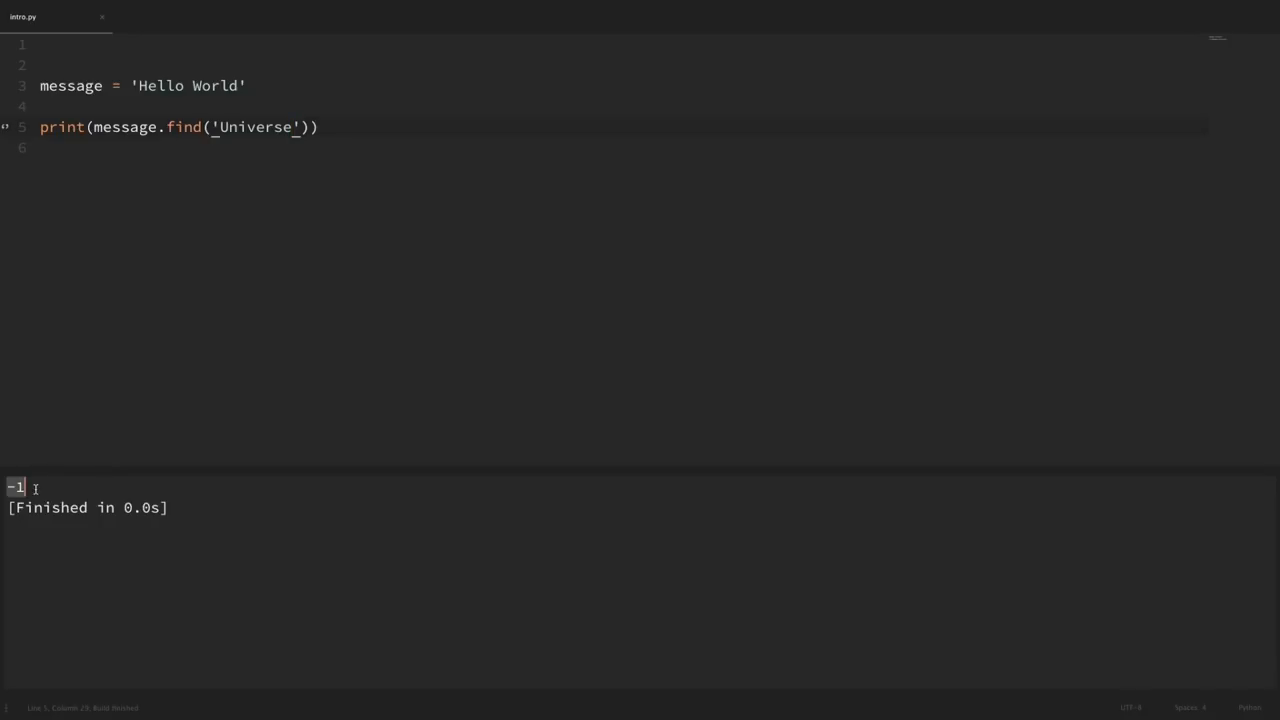 intro.py ×
1
2
3 message = 'Hello World'
4
5 print(message.find('Universe'))
6
-1
[Finished in 0.0s]
Line 5, Column 29, Build finished UTF-8 Spaces: 4 Python